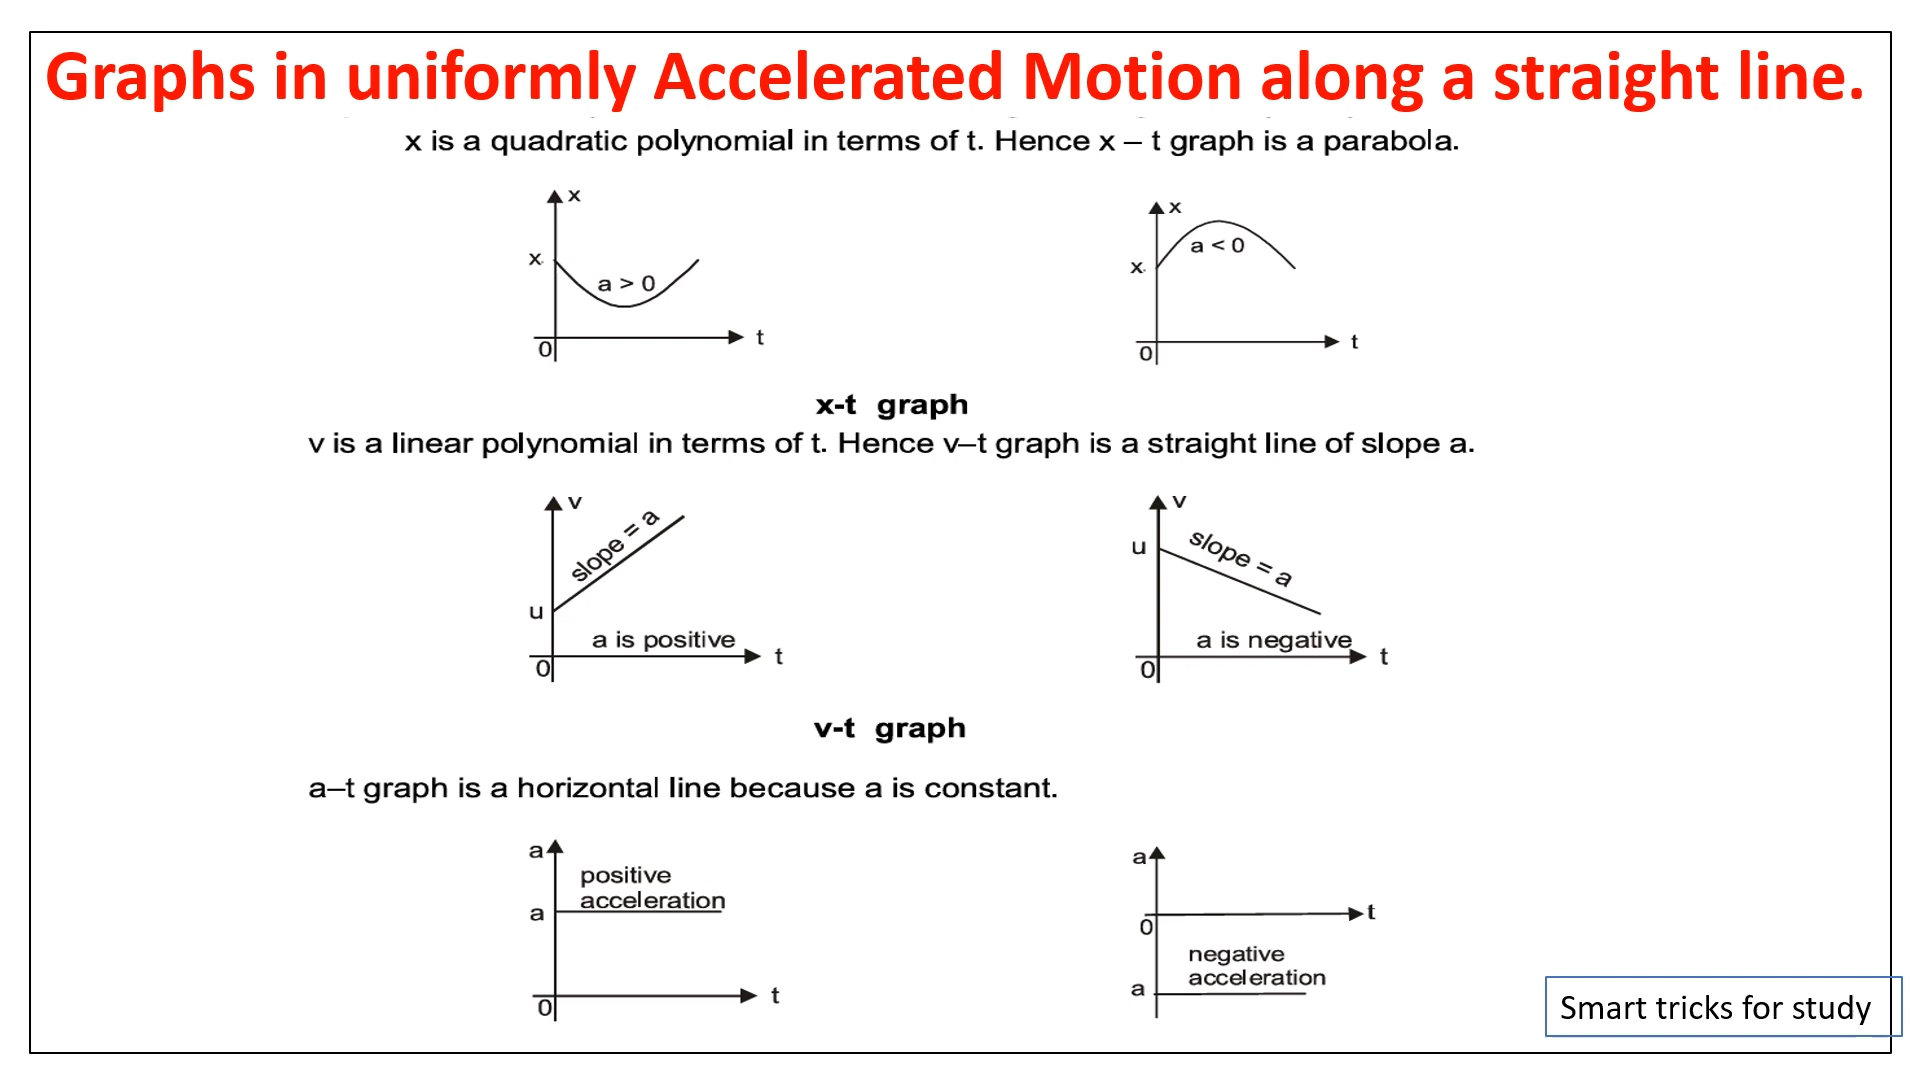 Graphs in uniformly Accelerated Motion along a straight line.
x is a quadratic polynomial in terms of t. Hence x – t graph is a parabola.
x
x
a > 0
0
t
x
x
a < 0
0
t
x-t graph
v is a linear polynomial in terms of t. Hence v–t graph is a straight line of slope a.
v
slope = a
u
a is positive
0
t
v
u
slope = a
a is negative
0
t
v-t graph
a–t graph is a horizontal line because a is constant.
a
positive
acceleration
a
0
t
a
t
0
negative
acceleration
a
Smart tricks for study